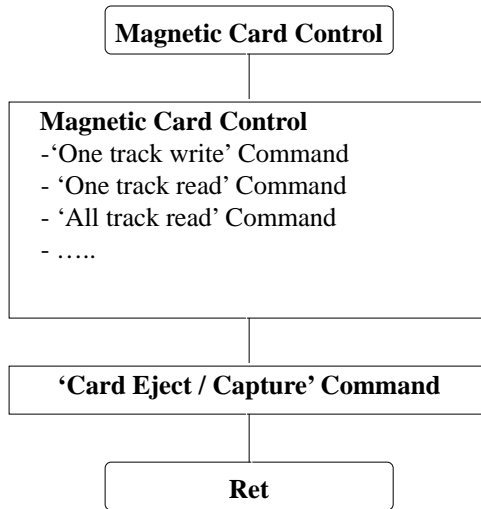 Magnetic Card Control
Magnetic Card Control
-‘One track write’ Command
- ‘One track read’ Command
- ‘All track read’ Command
- …..
‘Card Eject / Capture’ Command
Ret